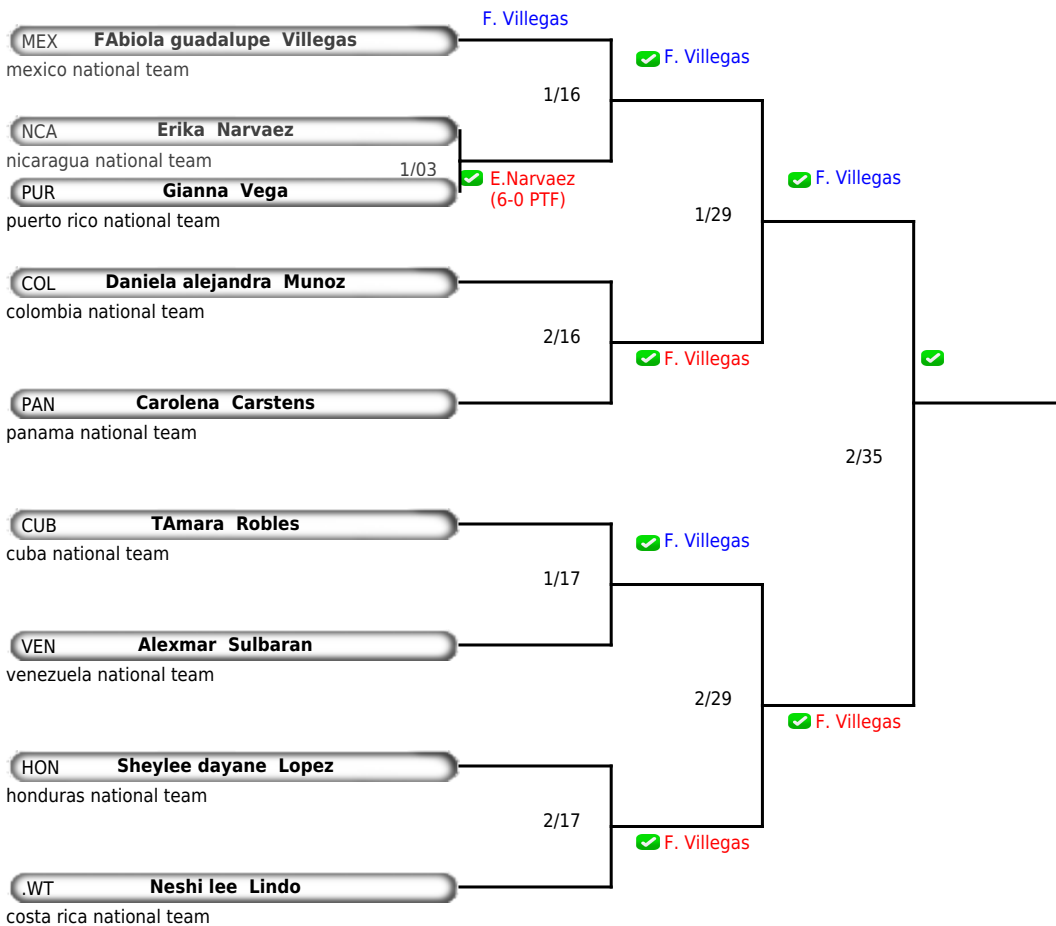 F. Villegas
MEX FAbiola guadalupe Villegas
mexico national team
F. Villegas
1/16
NCA Erika Narvaez
nicaragua national team
1/03
E.Narvaez
(6-0 PTF)
PUR Gianna Vega
puerto rico national team
F. Villegas
1/29
COL Daniela alejandra Munoz
colombia national team
2/16
F. Villegas
PAN Carolena Carstens
panama national team
2/35
CUB TAmara Robles
cuba national team
F. Villegas
1/17
VEN Alexmar Sulbaran
venezuela national team
2/29
F. Villegas
HON Sheylee dayane Lopez
honduras national team
2/17
F. Villegas
.WT Neshi lee Lindo
costa rica national team